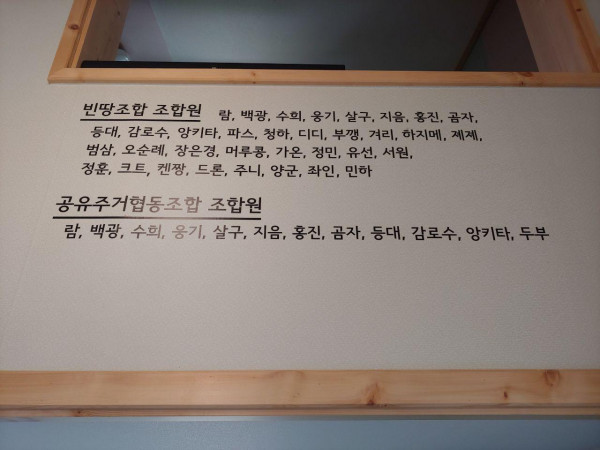 빈땅조합 조합원 람, 백광, 수희, 웅기, 살구, 지음, 홍진, 곰자,
등대, 감로수, 앙키타, 파스, 청하, 디디, 부깽, 겨리, 하지메, 제제,
범삼, 오순례, 장은경, 머루콩, 가온, 정민, 유선, 서원,
정훈, 크트, 켄짱, 드론, 주니, 양군, 좌인, 민하
공유주거협동조합 조합원
람, 백광, 수희, 웅기, 살구, 지음, 홍진, 곰자, 등대, 감로수, 앙키타, 두부